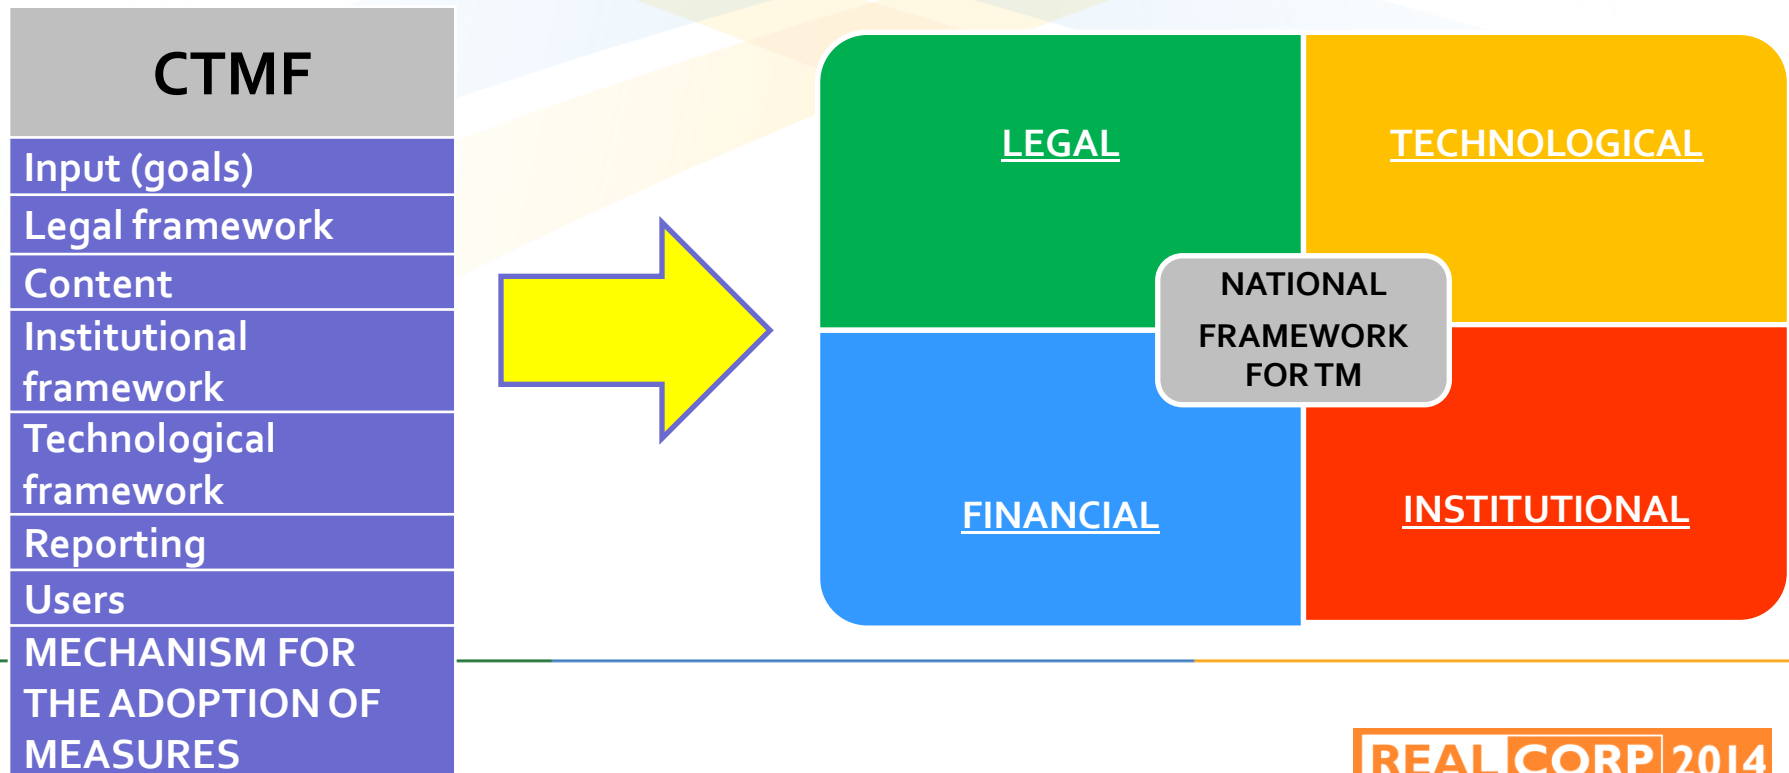 CTMF
Input (goals)
Legal framework
Content
Institutional
framework
Technological
framework
Reporting
Users
MECHANISM FOR
THE ADOPTION OF
MEASURES
LEGAL
TECHNOLOGICAL
NATIONAL
FRAMEWORK
FOR TM
FINANCIAL
INSTITUTIONAL
REAL CORP 2014